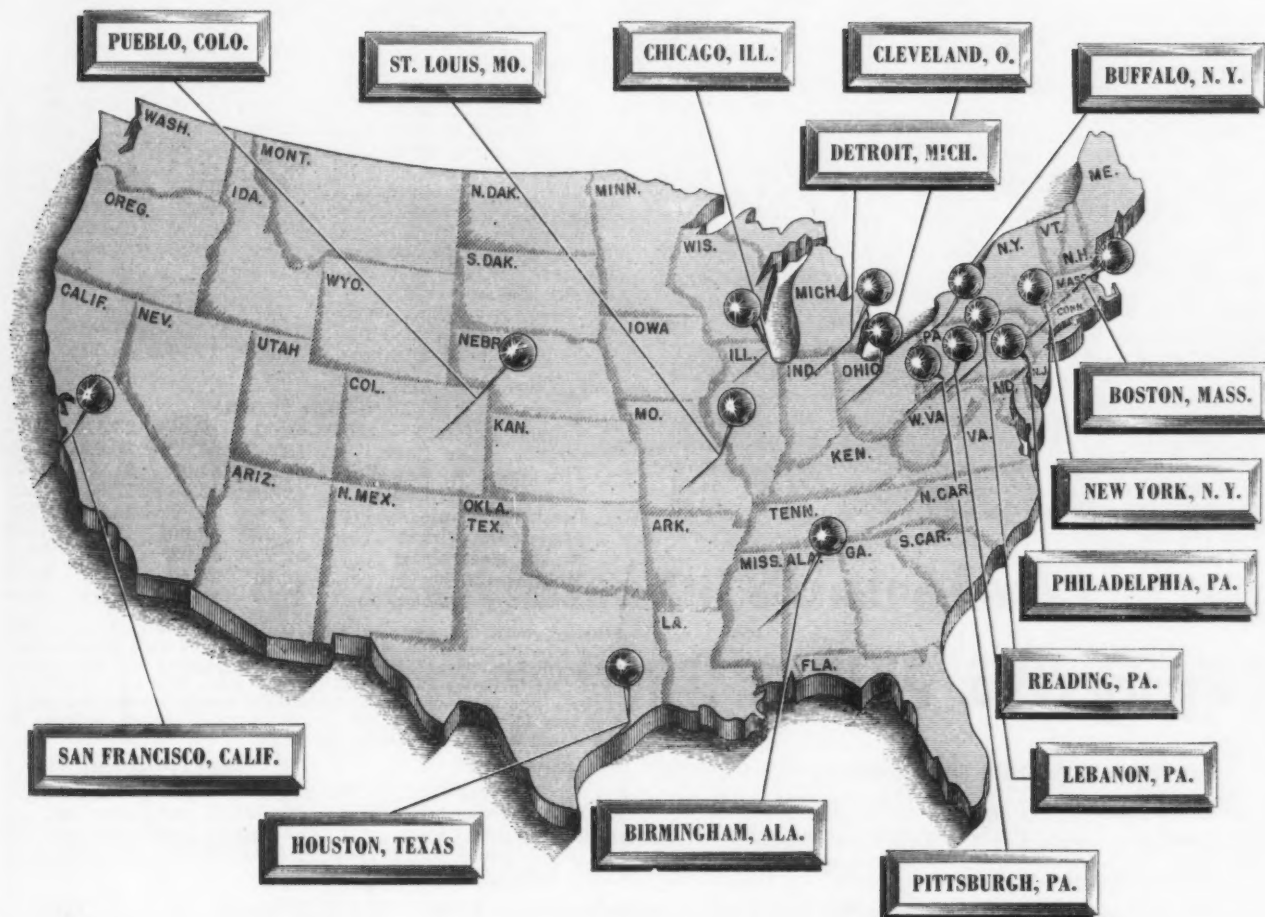 PUEBLO, COLO.
ST. LOUIS, MO.
CHICAGO, ILL.
CLEVELAND, O.
BUFFALO, N. Y.
DETROIT, MICH.
WASH.
MONT.
N. DAK.
MINN.
ME.
OREG.
IDA.
S. DAK.
WIS.
N.Y.
VT.
N.H.
WYO.
MICH.
MASS.
CONN.
CALIF.
NEV.
UTAH
NEBR.
IOWA
ILL.
IND.
OHIO
PA.
N.J.
MD.
COL.
KAN.
MO.
W.VA.
VA.
KEN.
BOSTON, MASS.
ARIZ.
N. MEX.
OKLA.
TEX.
ARK.
TENN.
N. CAR.
S. CAR.
MISS.
ALA.
GA.
NEW YORK, N. Y.
PHILADELPHIA, PA.
LA.
FLA.
READING, PA.
SAN FRANCISCO, CALIF.
LEBANON, PA.
HOUSTON, TEXAS
BIRMINGHAM, ALA.
PITTSBURGH, PA.